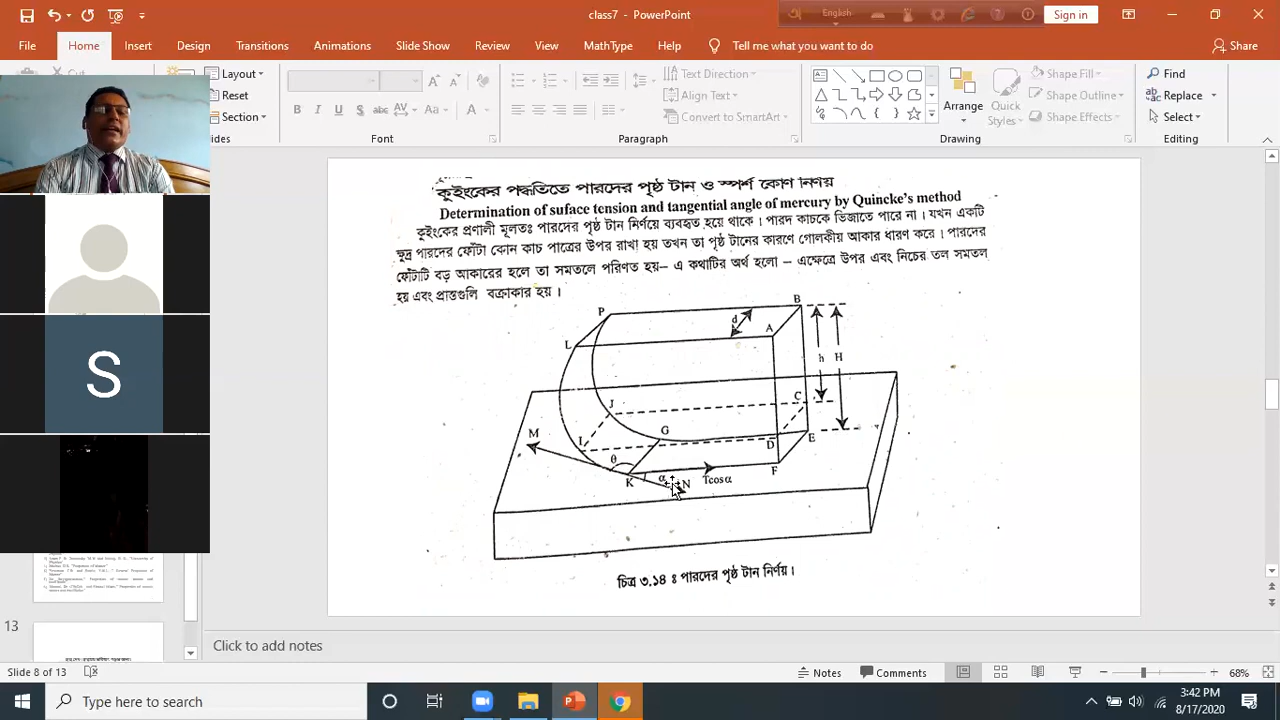 class7 - PowerPoint
Sign in
File Home Insert Design Transitions Animations Slide Show Review View MathType Help Tell me what you want to do Share
Cut Layout Text Direction Shape Fill Find
Reset Align Text Shape Outline Replace
Section Convert to SmartArt Arrange Quick Styles Shape Effects Select
Font Paragraph Drawing Editing
কুইংকের পদ্ধতিতে পারদের পৃষ্ঠ টান ও স্পর্শ কোণ নির্ণয়
Determination of suface tension and tangential angle of mercury by Quincke's method
কুইংকের প্রণালী মূলতঃ পারদের পৃষ্ঠ টান নির্ণয়ে ব্যবহৃত হয়ে থাকে। পারদ কাচকে ভিজাতে পারে না। যখন একটি
ক্ষুদ্র পারদের ফোঁটা কোন কাচ পাত্রের উপর রাখা হয় তখন তা পৃষ্ঠ টানের কারণে গোলকীয় আকার ধারণ করে। পারদের
ফোঁটাটি বড় আকারের হলে তা সমতলে পরিণত হয়– এ কথাটির অর্থ হলো – এক্ষেত্রে উপর এবং নিচের তল সমতল
হয় এবং প্রান্তগুলি বক্রাকার হয়।
P B
d
L A
h H
J C
M I G D E
θ
K α N F
Tcosα
চিত্র ৩.১৪ ঃ পারদের পৃষ্ঠ টান নির্ণয়।
S
13
Click to add notes
Slide 8 of 13 Notes Comments 68%
Type here to search
3:42 PM
8/17/2020